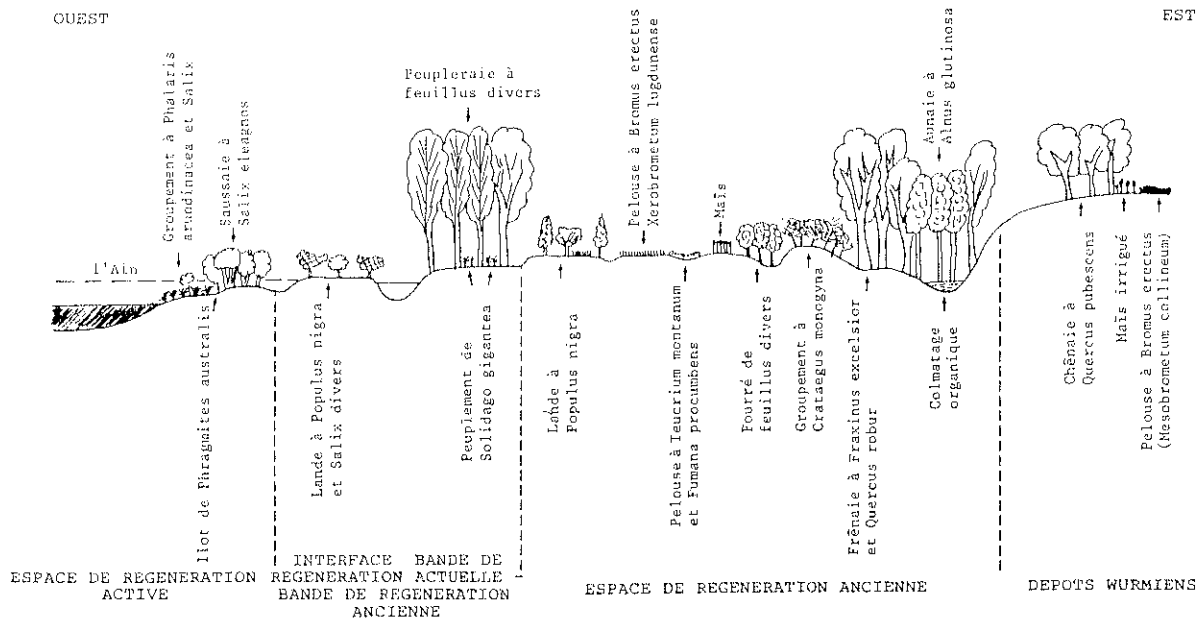 OUEST
EST
Groupement à Phalaris
arundinacea et Salix
Saussaie à
Salix eleagnos
Peupleraie à
feuillus divers
Pelouse à Bromus erectus
Xerobrometum lugdunense
Maïs
Aunaie à
Alnus glutinosa
l'Ain
Ilot de Phragmites australis
Lande à Populus nigra
et Salix divers
Peuplement de
Solidago gigantea
Lande à
Populus nigra
Pelouse à Teucrium montanum
et Fumana procumbens
Fourré de
feuillus divers
Groupement à
Crataegus monogyna
Frênaie à Fraxinus excelsior
et Quercus robur
Colmatage
organique
Chênaie à
Quercus pubescens
Maïs irrigué
Pelouse à Bromus erectus
(Mesobrometum collineum)
ESPACE DE REGENERATION
ACTIVE
INTERFACE BANDE DE
REGENERATION ACTUELLE -
BANDE DE REGENERATION
ANCIENNE
ESPACE DE REGENERATION ANCIENNE
DEPOTS WURMIENS